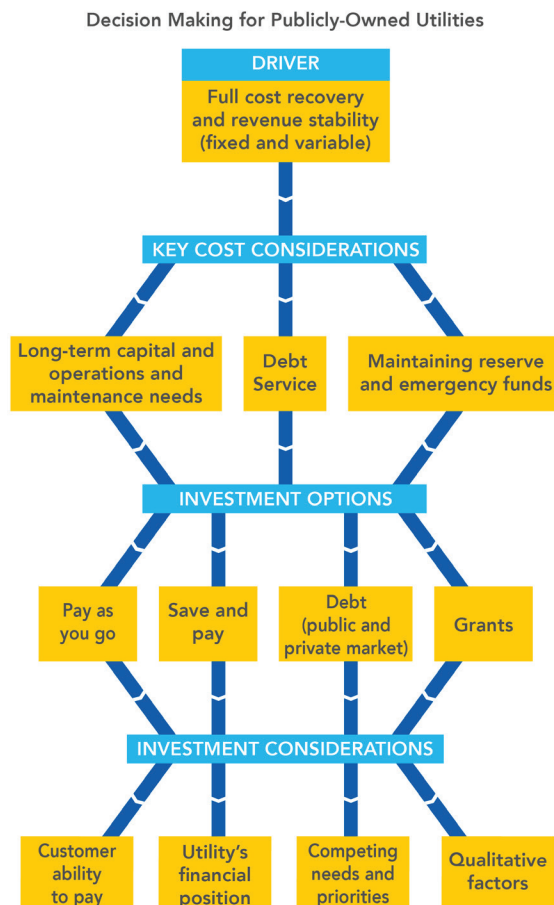 Decision Making for Publicly-Owned Utilities
DRIVER
Full cost recovery
and revenue stability
(fixed and variable)
KEY COST CONSIDERATIONS
Long-term capital and
operations and
maintenance needs
Debt
Service
Maintaining reserve
and emergency funds
INVESTMENT OPTIONS
Pay as
you go
Save and
pay
Debt
(public and
private market)
Grants
INVESTMENT CONSIDERATIONS
Customer
ability
to pay
Utility's
financial
position
Competing
needs and
priorities
Qualitative
factors